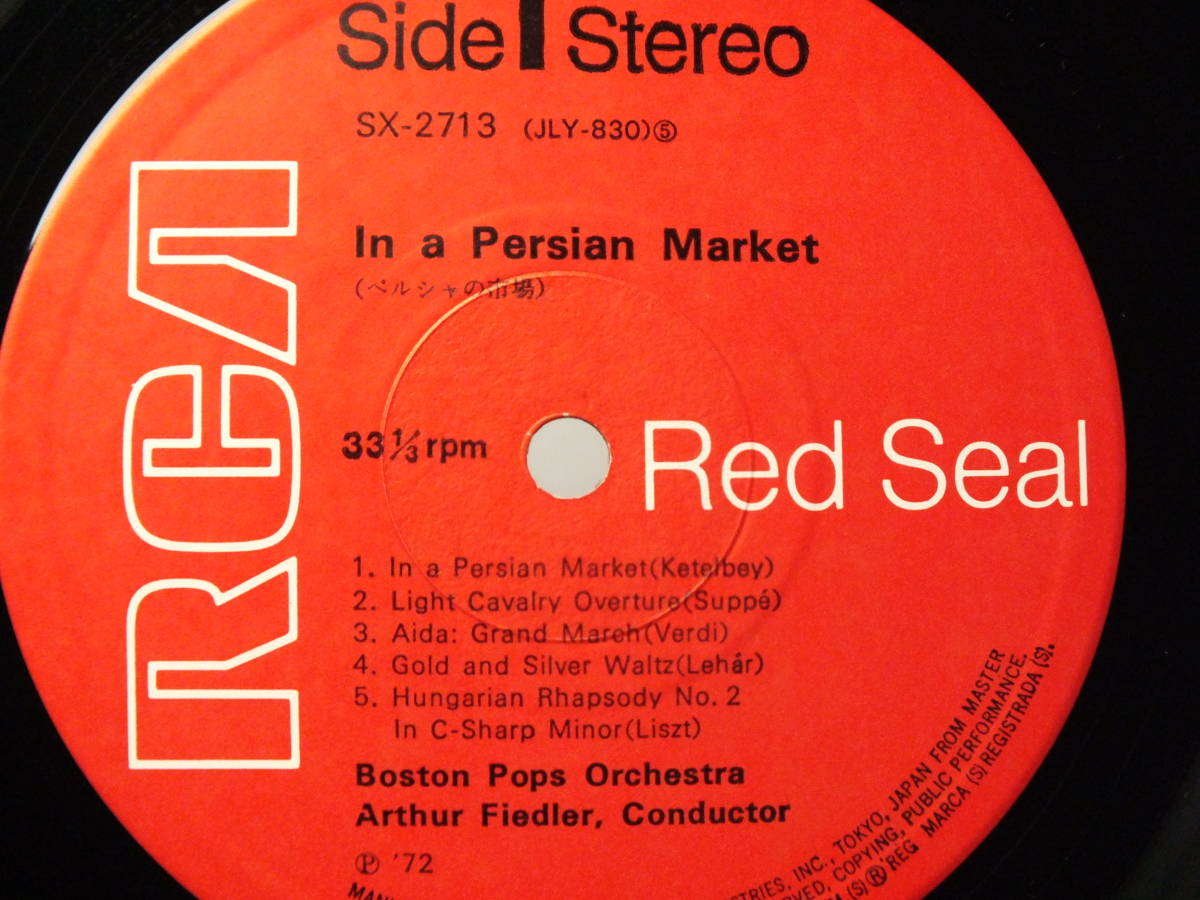 Side 1 Stereo
SX-2713 (JLY-830)⑤
In a Persian Market
(ペルシャの市場)
RCA
33⅓ rpm
Red Seal
1. In a Persian Market(Ketelbey)
2. Light Cavalry Overture(Suppé)
3. Aida: Grand March(Verdi)
4. Gold and Silver Waltz(Lehár)
5. Hungarian Rhapsody No. 2
In C-Sharp Minor(Liszt)
Boston Pops Orchestra
Arthur Fiedler, Conductor
℗ '72
INC., TOKYO, JAPAN FROM MASTER
COPYING, PUBLIC PERFORMANCE.
(S) ® REG MARCA (S) REGISTRADA (S).